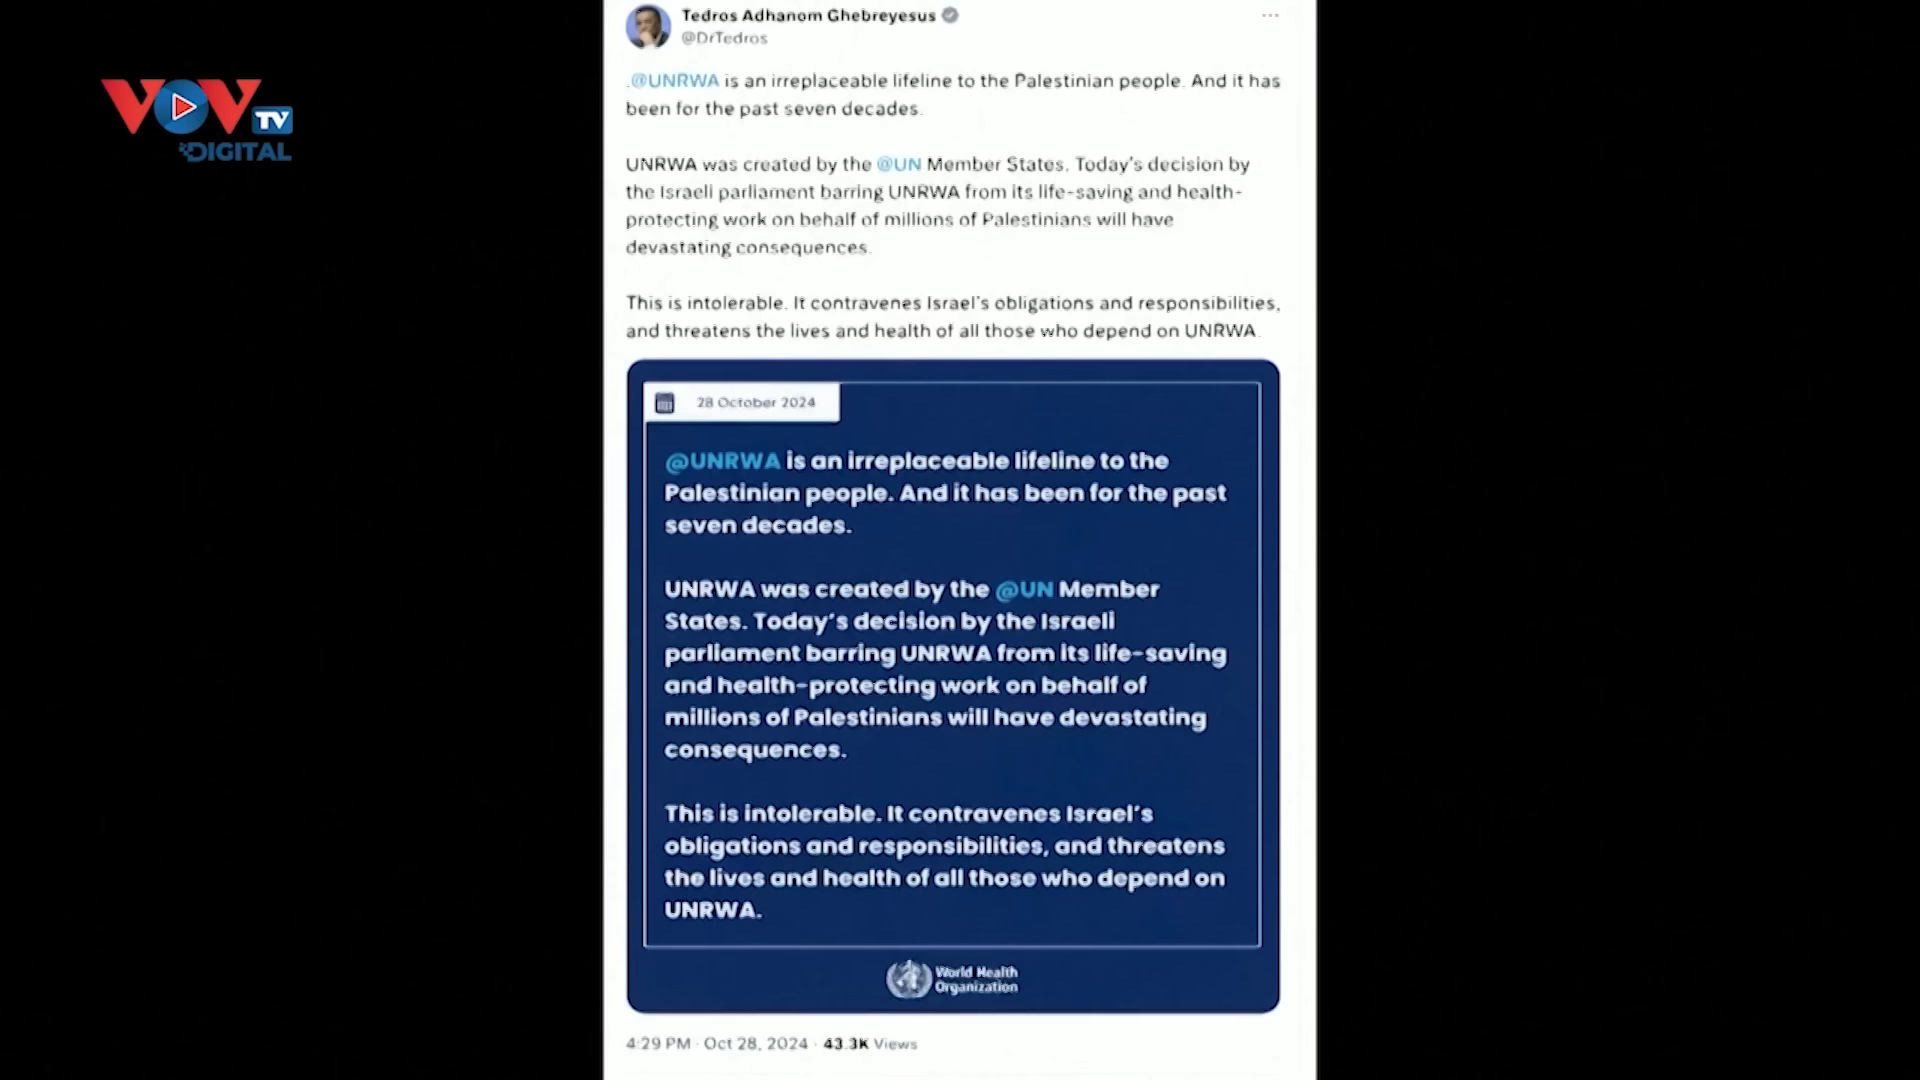 VOV TV
DIGITAL
Tedros Adhanom Ghebreyesus
@DrTedros
.@UNRWA is an irreplaceable lifeline to the Palestinian people. And it has
been for the past seven decades.
UNRWA was created by the @UN Member States. Today's decision by
the Israeli parliament barring UNRWA from its life-saving and health-
protecting work on behalf of millions of Palestinians will have
devastating consequences.
This is intolerable. It contravenes Israel's obligations and responsibilities,
and threatens the lives and health of all those who depend on UNRWA.
28 October 2024
@UNRWA is an irreplaceable lifeline to the
Palestinian people. And it has been for the past
seven decades.
UNRWA was created by the @UN Member
States. Today's decision by the Israeli
parliament barring UNRWA from its life-saving
and health-protecting work on behalf of
millions of Palestinians will have devastating
consequences.
This is intolerable. It contravenes Israel's
obligations and responsibilities, and threatens
the lives and health of all those who depend on
UNRWA.
World Health
Organization
4:29 PM · Oct 28, 2024 · 43.3K Views